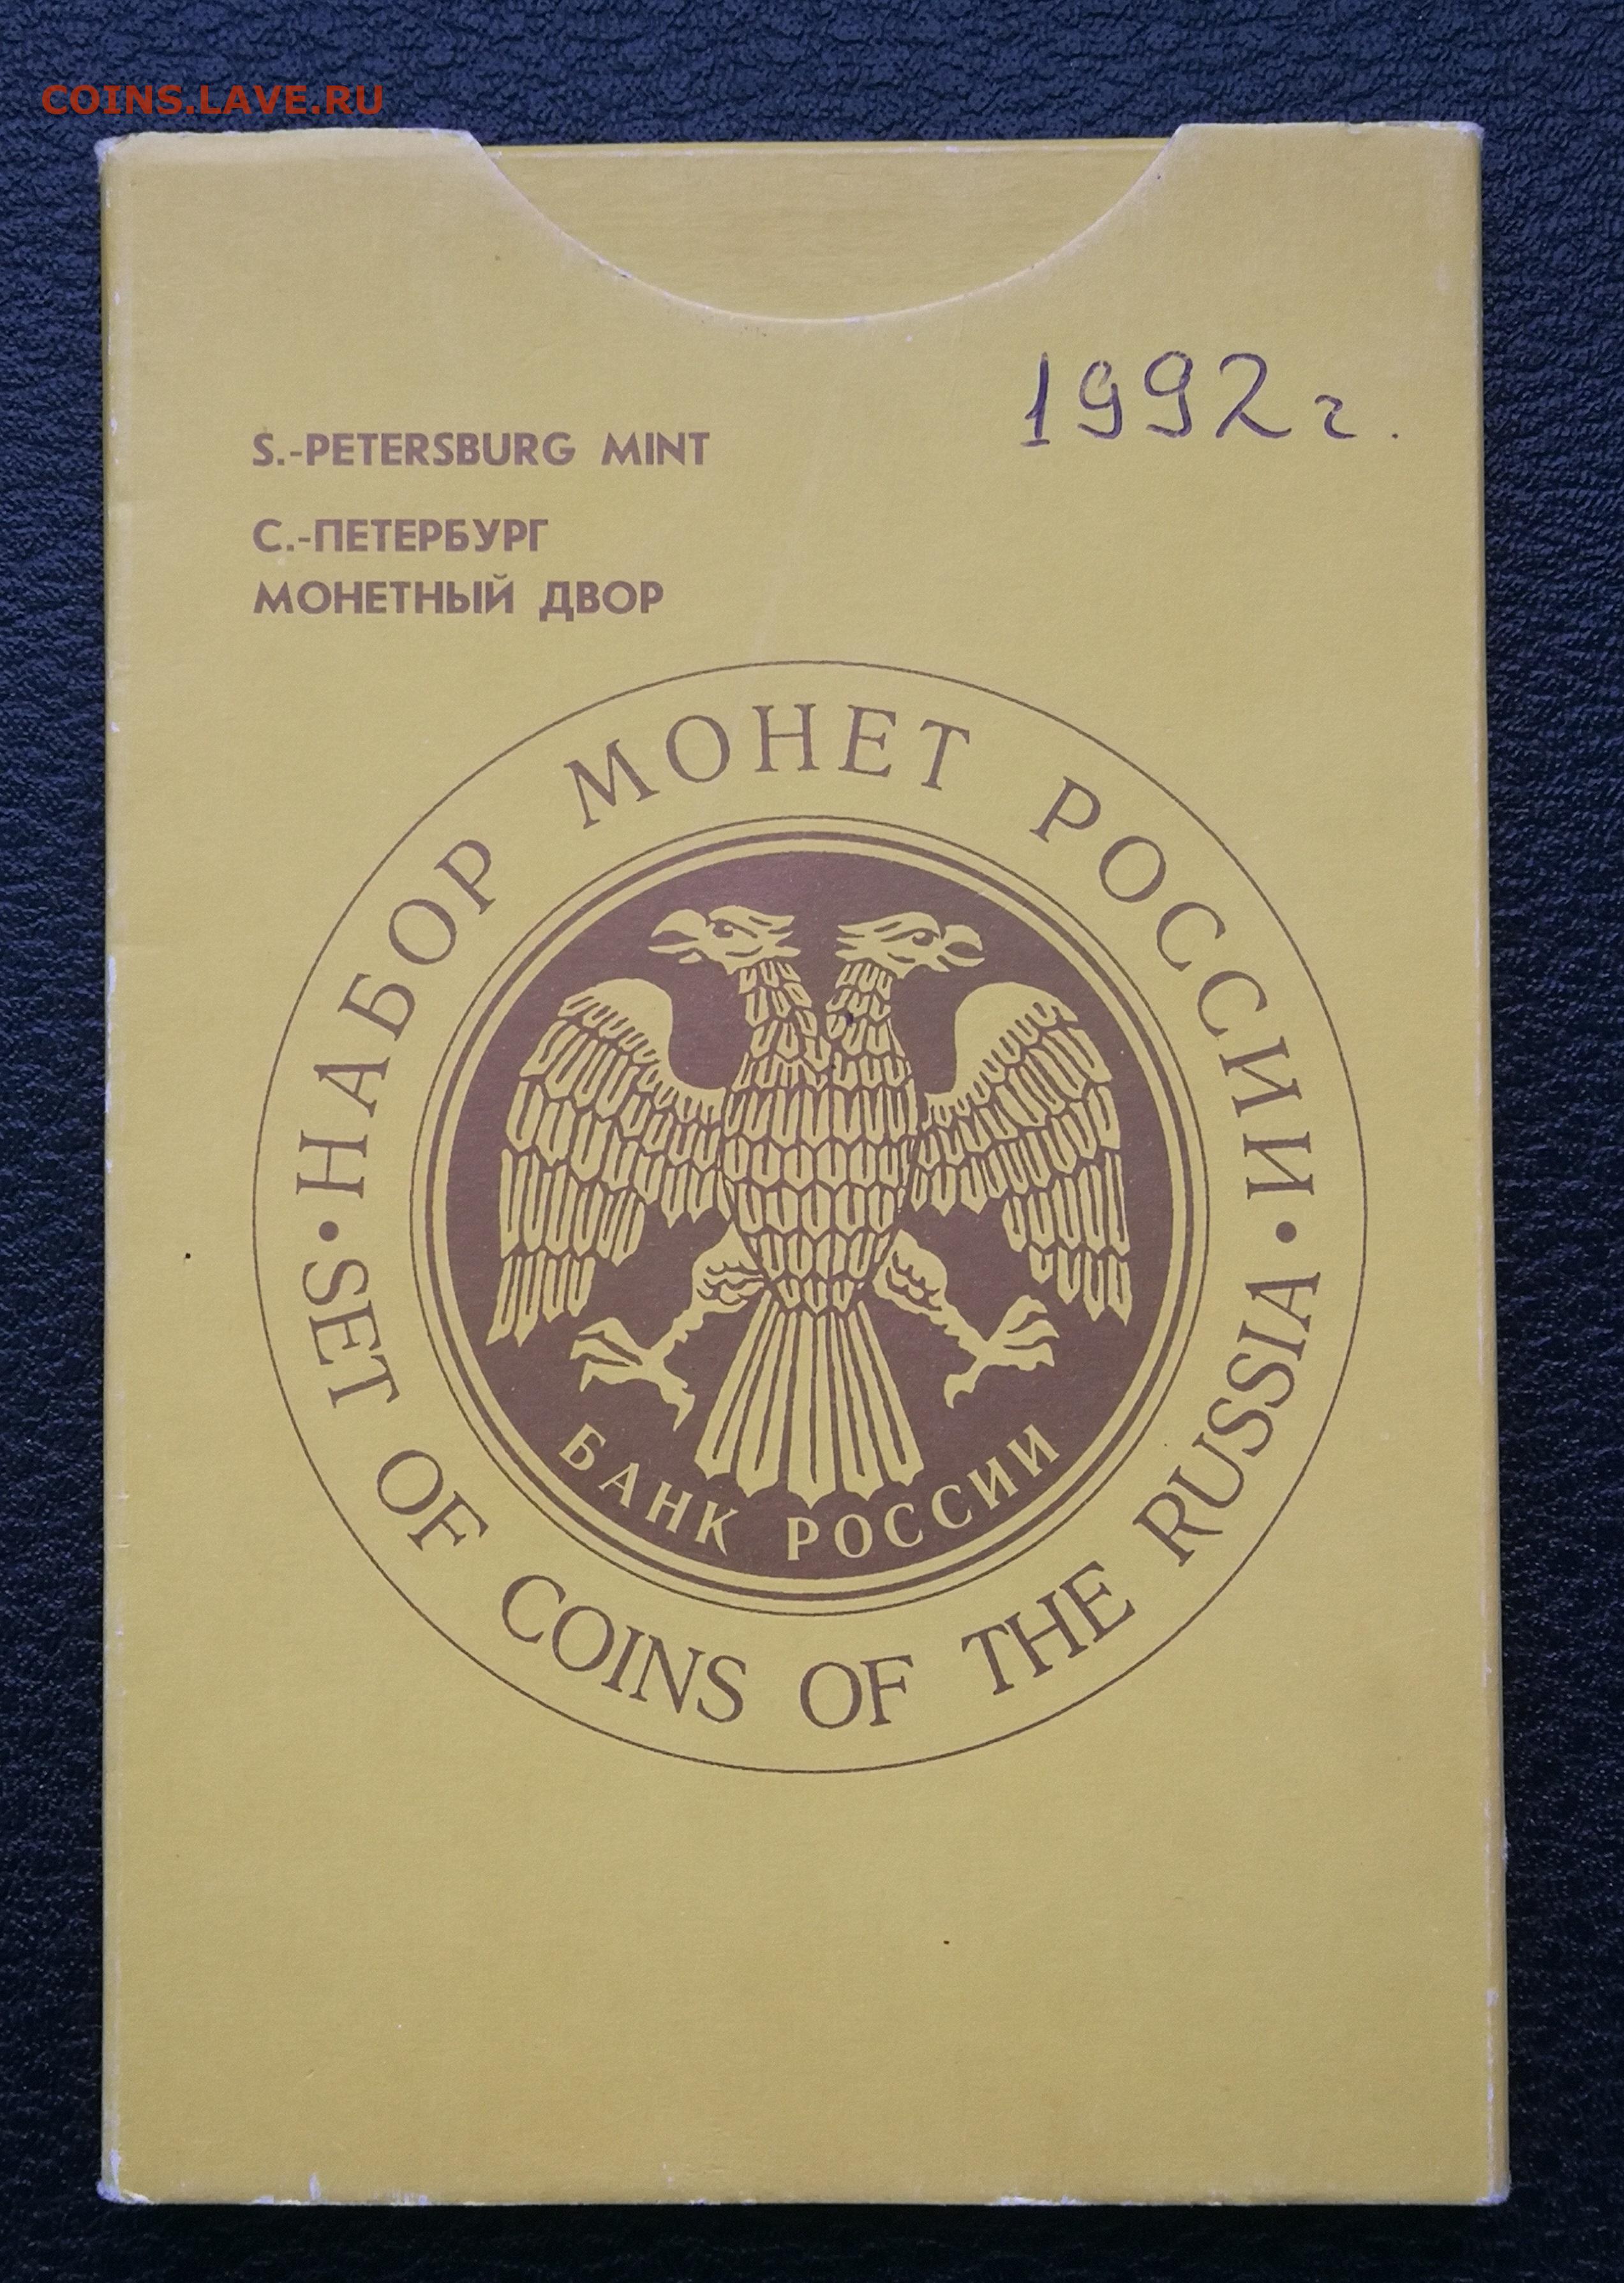 COINS.LAVE.RU
1992 г.
S.-PETERSBURG MINT
С.-ПЕТЕРБУРГ
МОНЕТНЫЙ ДВОР
·НАБОР МОНЕТ РОССИИ·
SET OF COINS OF THE RUSSIA
БАНК РОССИИ